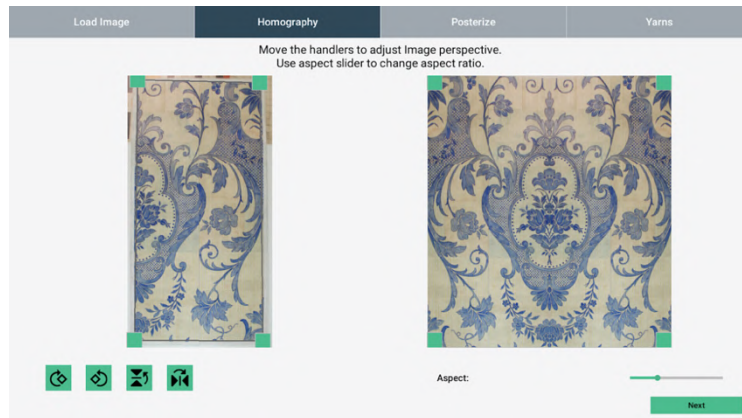 Load Image
Homography
Posterize
Yarns
Move the handlers to adjust Image perspective.
Use aspect slider to change aspect ratio.
Aspect:
Next